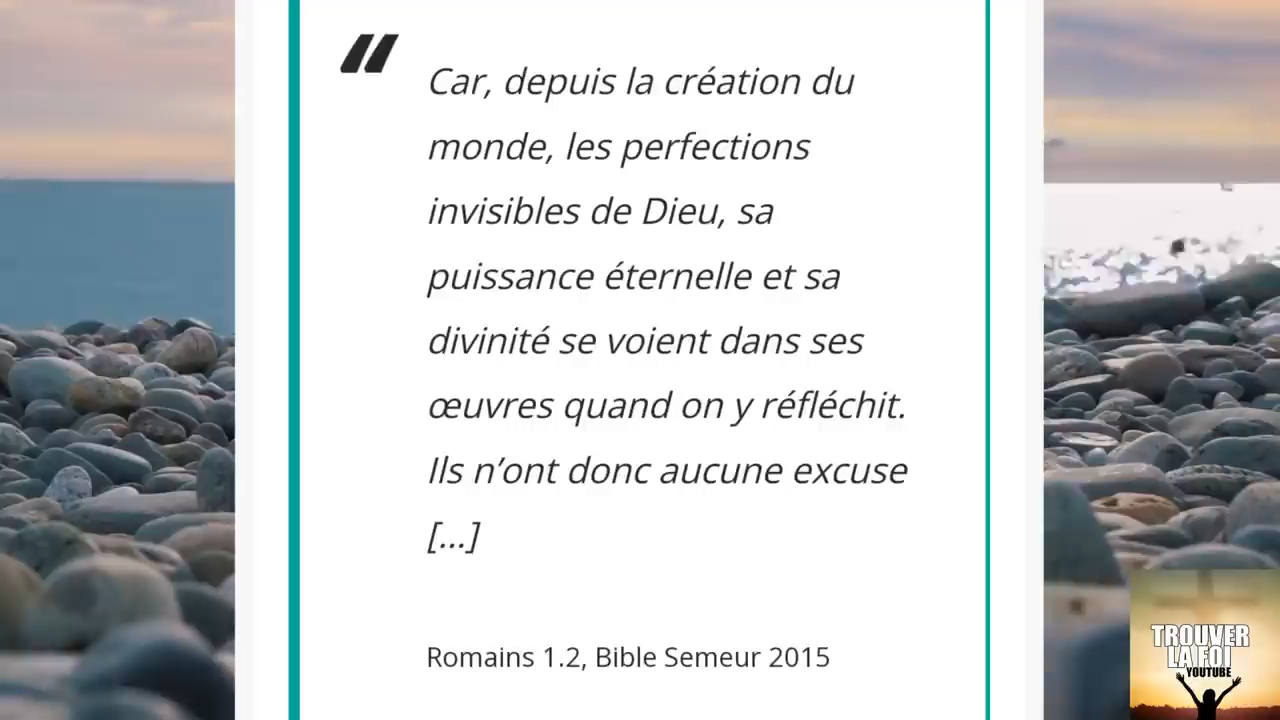 “
Car, depuis la création du
monde, les perfections
invisibles de Dieu, sa
puissance éternelle et sa
divinité se voient dans ses
œuvres quand on y réfléchit.
Ils n’ont donc aucune excuse
[...]
Romains 1.2, Bible Semeur 2015
TROUVER
LA FOI
YOUTUBE